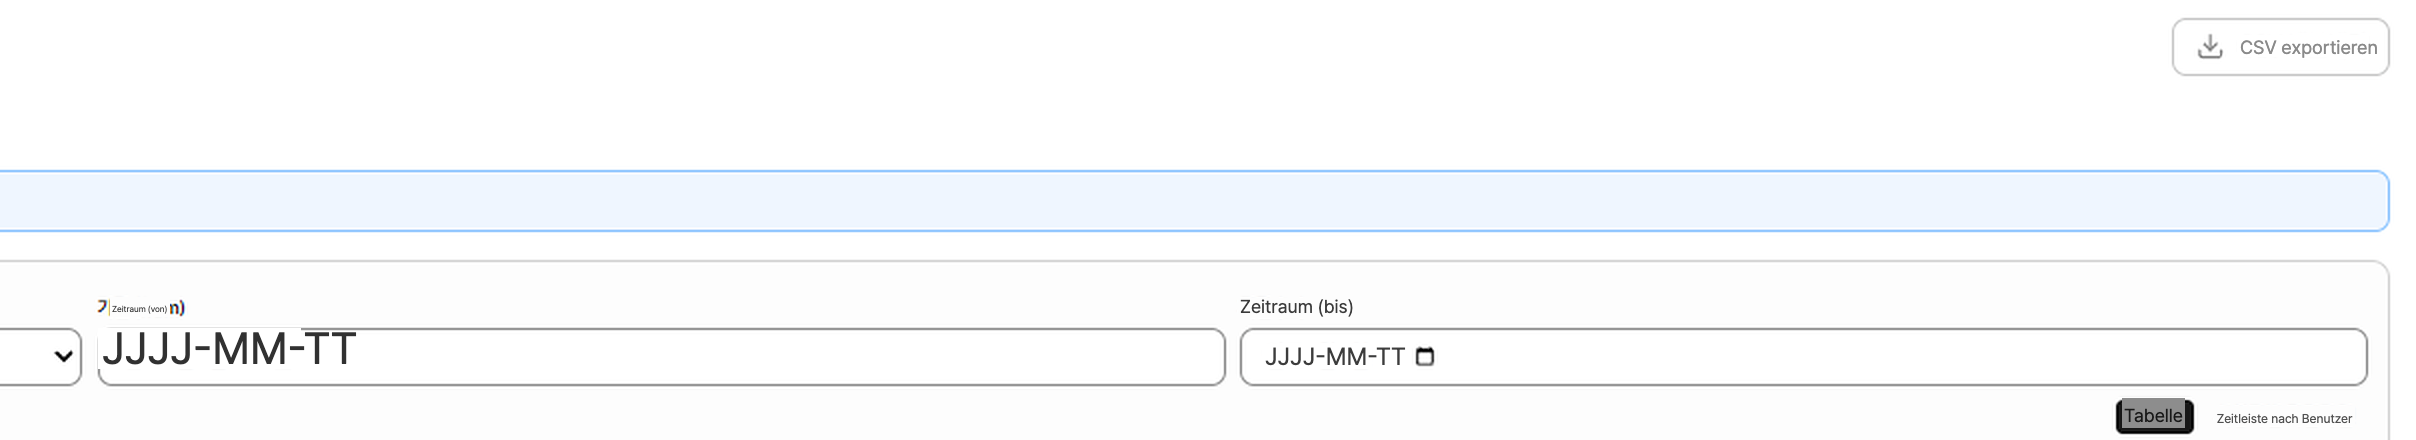 CSV exportieren
Zeitraum (von) n)
Zeitraum (bis)
JJJJ-MM-TT
JJJJ-MM-TT
Tabelle
Zeitleiste nach Benutzer